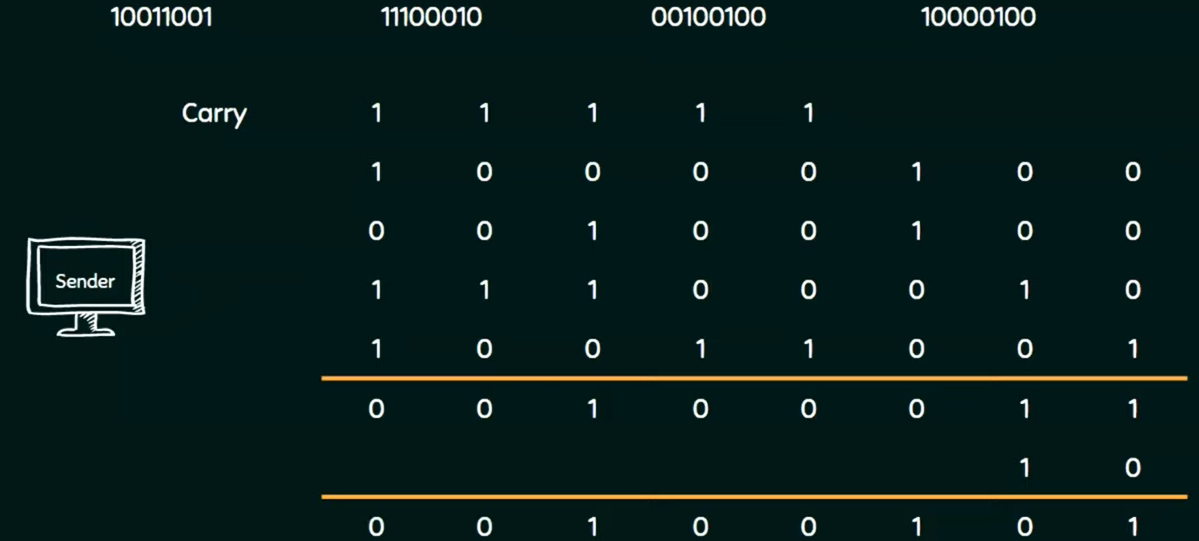 10011001 11100010 00100100 10000100
Carry 1 1 1 1 1
1 0 0 0 0 1 0 0
0 0 1 0 0 1 0 0
Sender
1 1 1 0 0 0 1 0
1 0 0 1 1 0 0 1
0 0 1 0 0 0 1 1
1 0
0 0 1 0 0 1 0 1